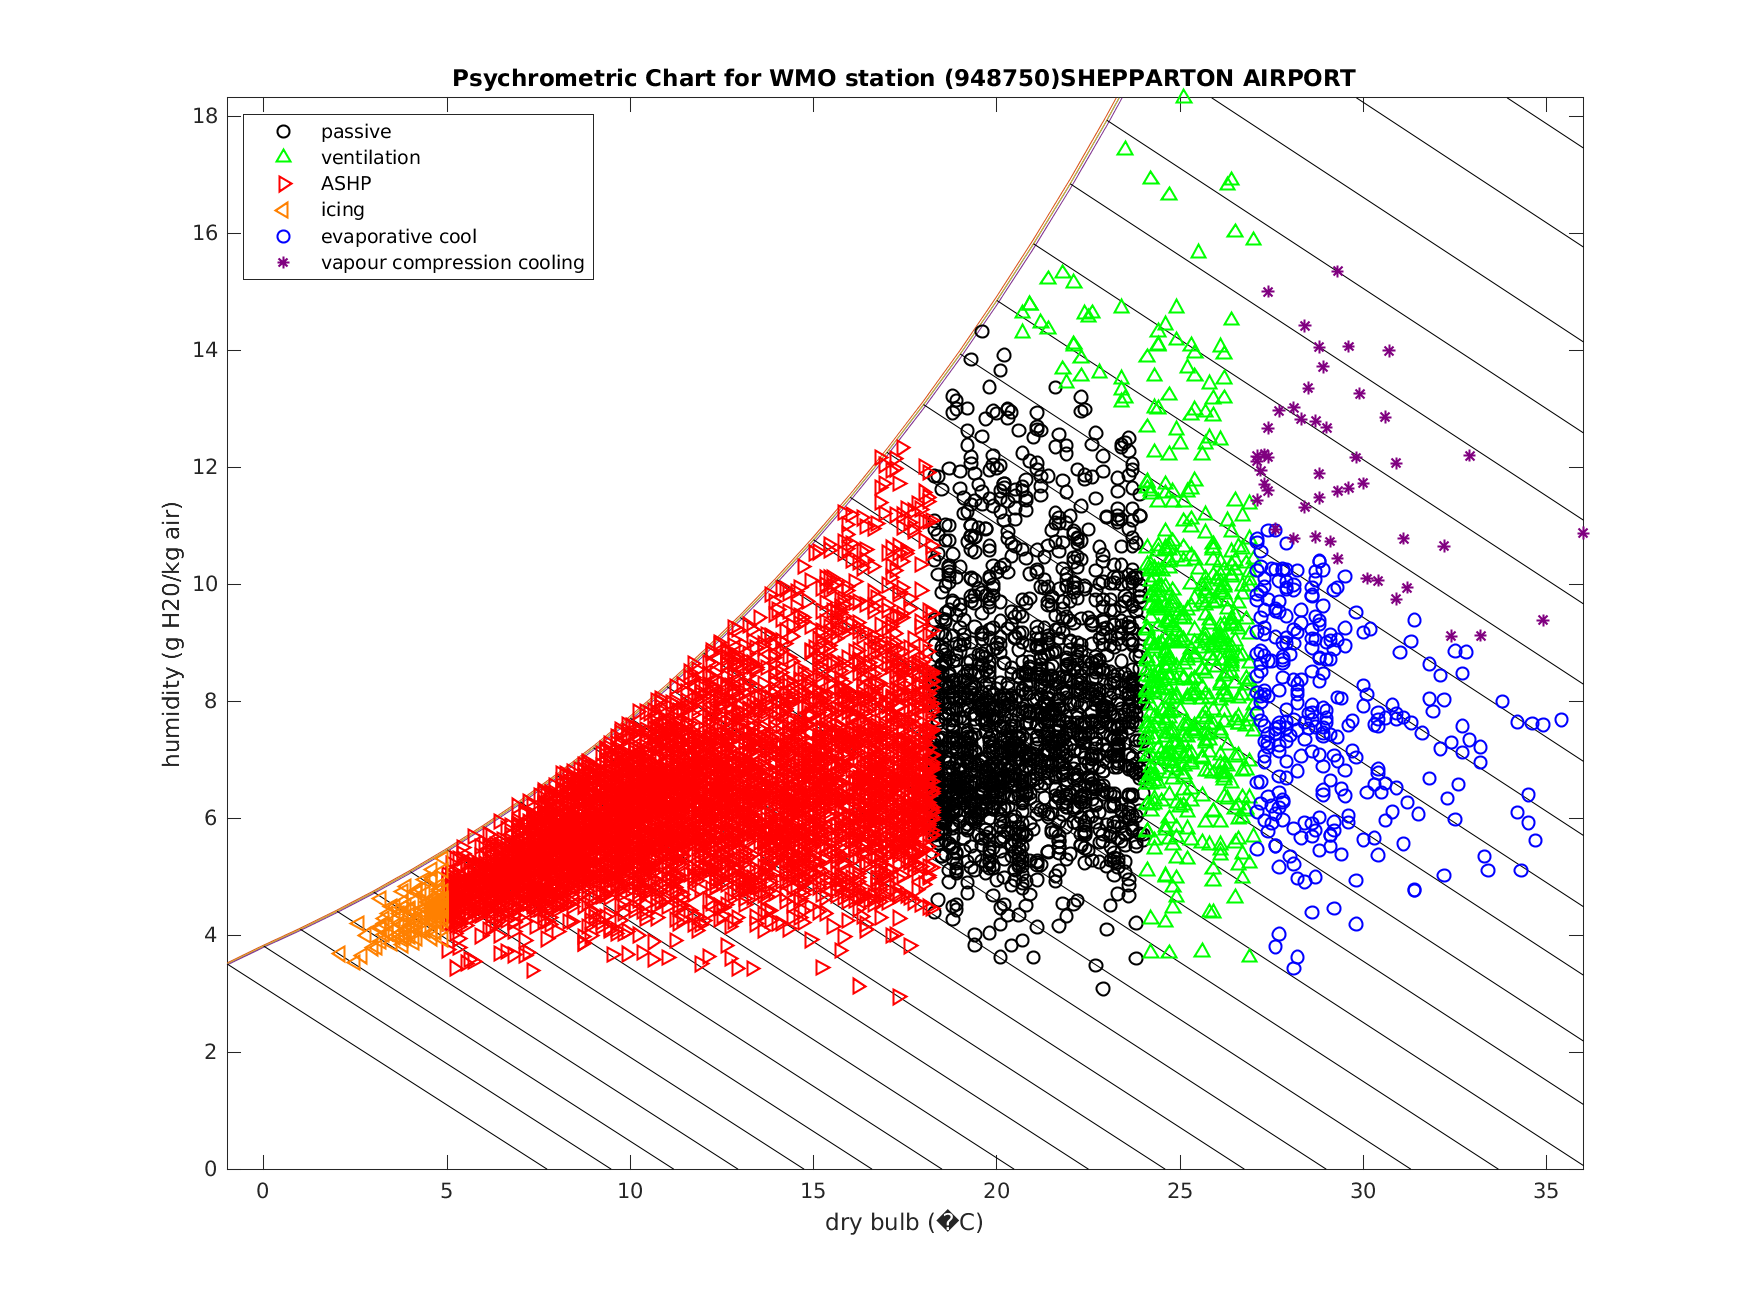 Psychrometric Chart for WMO station (948750)SHEPPARTON AIRPORT
passive
ventilation
ASHP
icing
evaporative cool
vapour compression cooling
humidity (g H20/kg air)
18
16
14
12
10
8
6
4
2
0
0 5 10 15 20 25 30 35
dry bulb (�C)